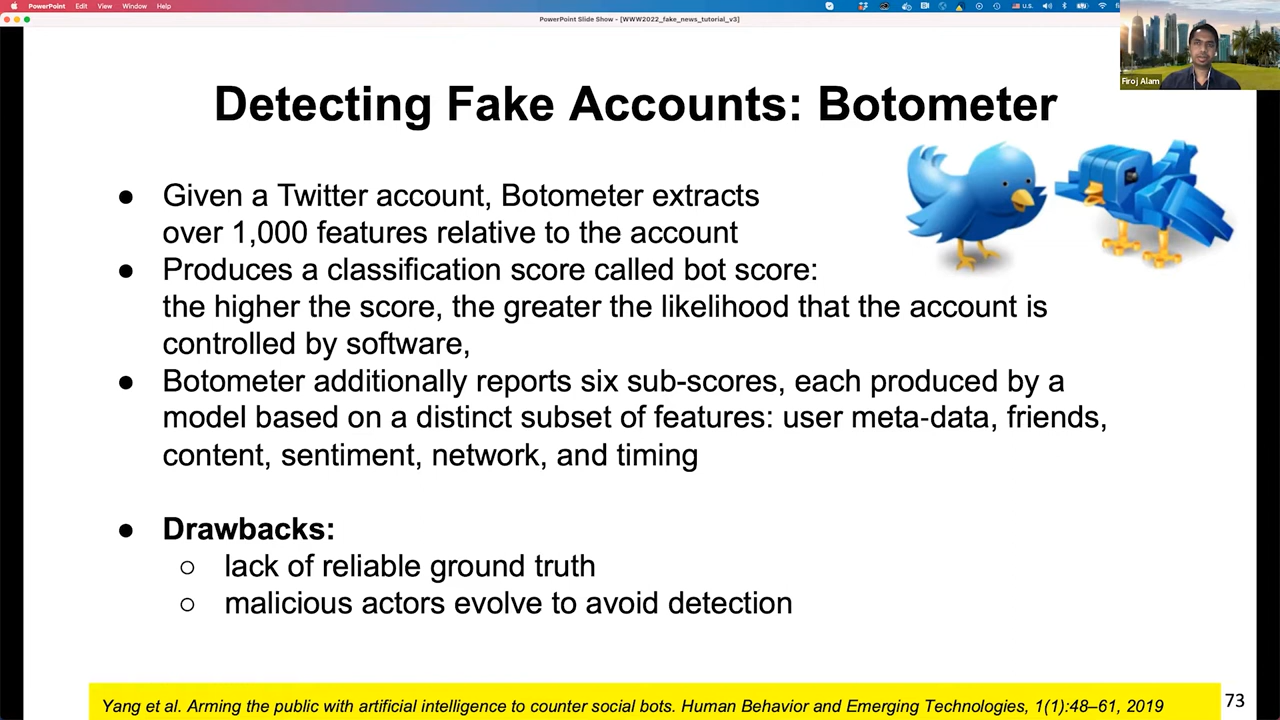 PowerPoint Edit View Window Help U.S.
PowerPoint Slide Show - [WWW2022_fake_news_tutorial_v3]
Firoj Alam
Detecting Fake Accounts: Botometer
● Given a Twitter account, Botometer extracts
over 1,000 features relative to the account
● Produces a classification score called bot score:
the higher the score, the greater the likelihood that the account is
controlled by software,
● Botometer additionally reports six sub-scores, each produced by a
model based on a distinct subset of features: user meta-data, friends,
content, sentiment, network, and timing
● Drawbacks:
○ lack of reliable ground truth
○ malicious actors evolve to avoid detection
Yang et al. Arming the public with artificial intelligence to counter social bots. Human Behavior and Emerging Technologies, 1(1):48–61, 2019
73